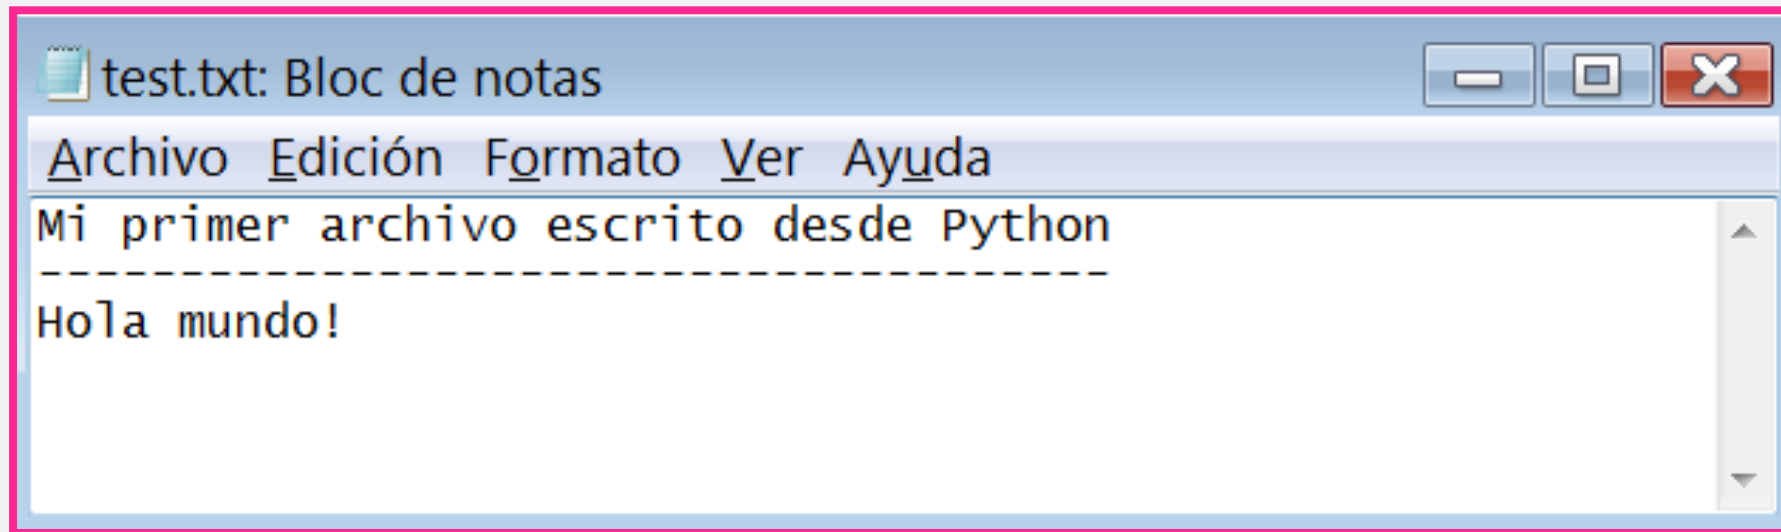 test.txt: Bloc de notas
Archivo Edición Formato Ver Ayuda
Mi primer archivo escrito desde Python
--------------------------------------
Hola mundo!